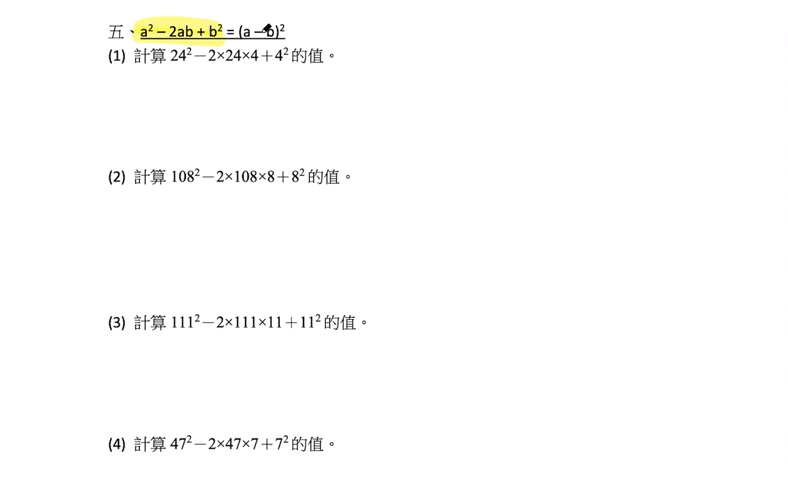 五、a² – 2ab + b² = (a – b)²
(1) 計算 24²－2×24×4＋4² 的值。
(2) 計算 108²－2×108×8＋8² 的值。
(3) 計算 111²－2×111×11＋11² 的值。
(4) 計算 47²－2×47×7＋7² 的值。